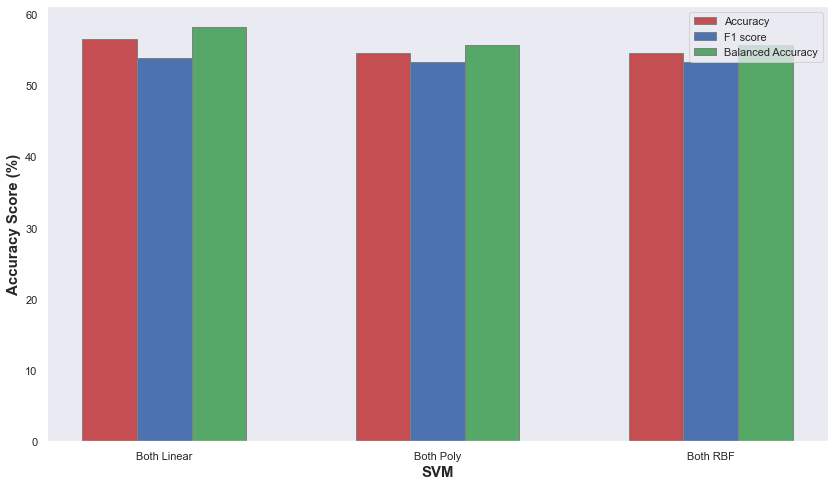 Accuracy
F1 score
Balanced Accuracy
Accuracy Score (%)
60
50
40
30
20
10
0
Both Linear
Both Poly
Both RBF
SVM